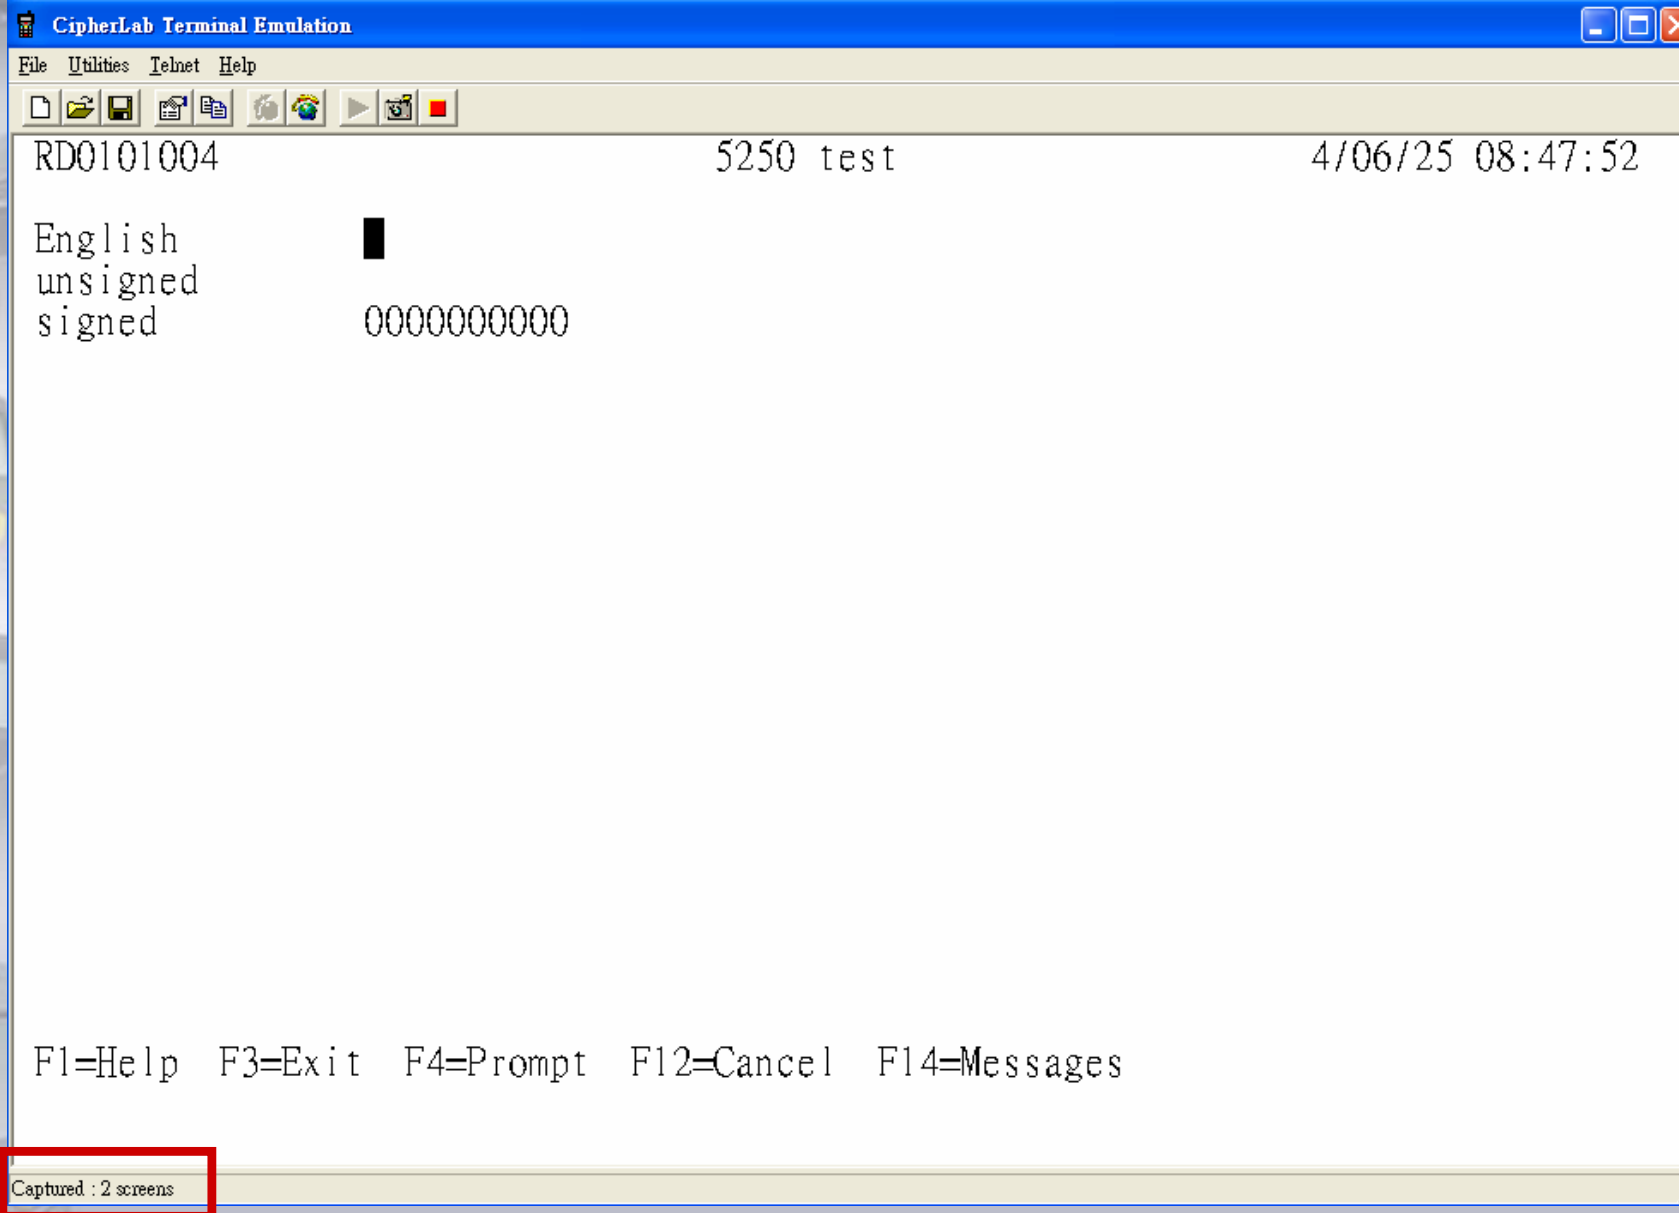 CipherLab Terminal Emulation
File Utilities Telnet Help
RD0101004 5250 test 4/06/25 08:47:52
English
unsigned
signed 0000000000
F1=Help F3=Exit F4=Prompt F12=Cancel F14=Messages
Captured : 2 screens